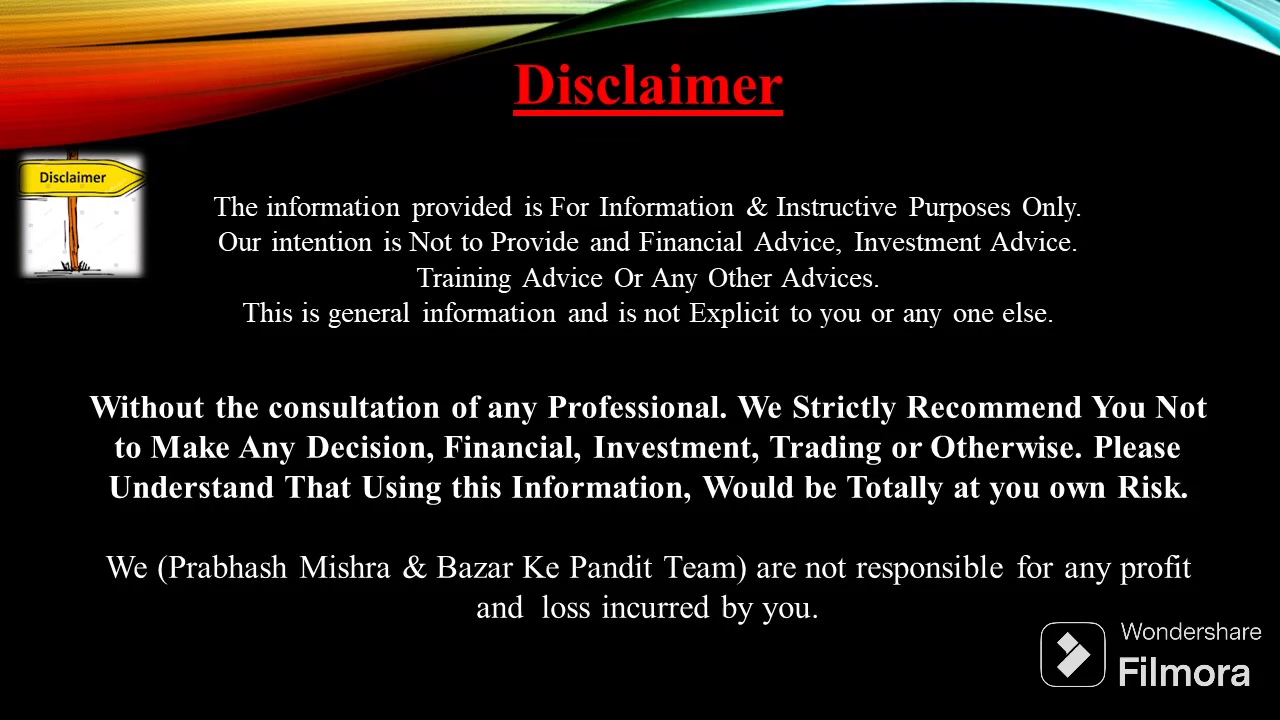 Disclaimer
Disclaimer
The information provided is For Information & Instructive Purposes Only.
Our intention is Not to Provide and Financial Advice, Investment Advice.
Training Advice Or Any Other Advices.
This is general information and is not Explicit to you or any one else.
Without the consultation of any Professional. We Strictly Recommend You Not
to Make Any Decision, Financial, Investment, Trading or Otherwise. Please
Understand That Using this Information, Would be Totally at you own Risk.
We (Prabhash Mishra & Bazar Ke Pandit Team) are not responsible for any profit
and loss incurred by you.
Wondershare
Filmora